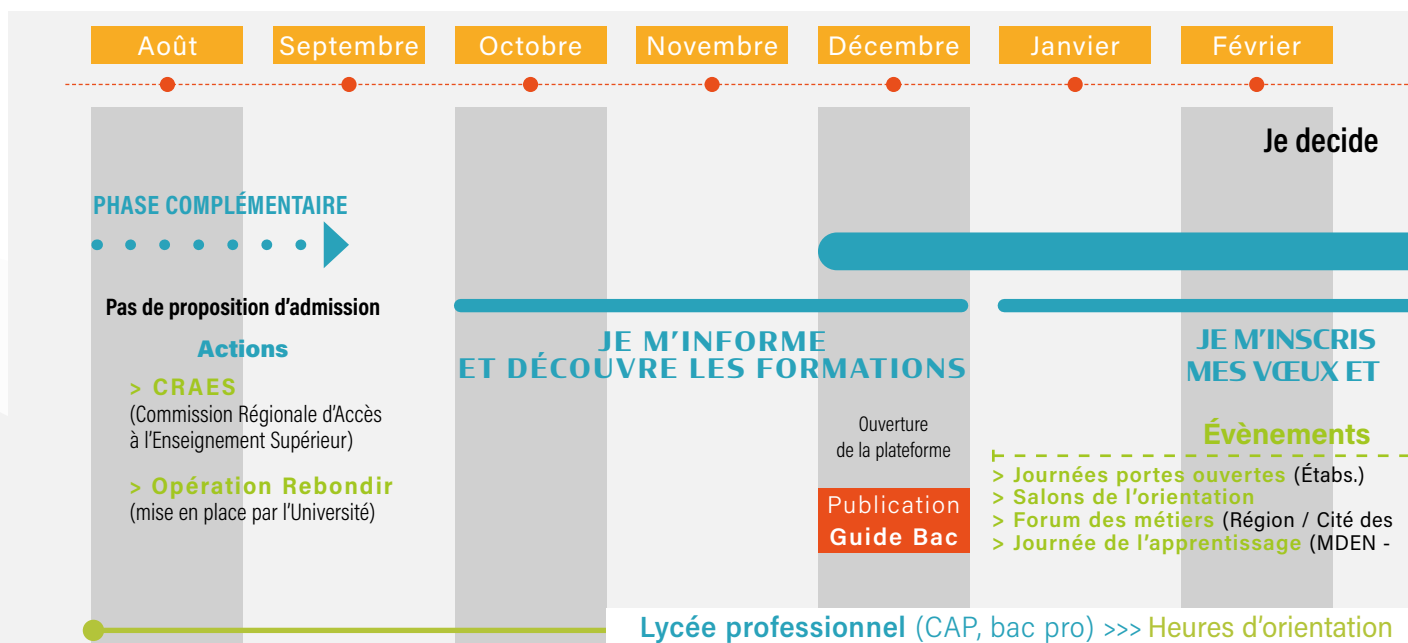 Août Septembre Octobre Novembre Décembre Janvier Février
Je decide
PHASE COMPLÉMENTAIRE
Pas de proposition d'admission
Actions
> CRAES
(Commission Régionale d'Accès
à l'Enseignement Supérieur)
> Opération Rebondir
(mise en place par l'Université)
JE M'INFORME
ET DÉCOUVRE LES FORMATIONS
Ouverture
de la plateforme
Publication
Guide Bac
JE M'INSCRIS
MES VŒUX ET
Évènements
> Journées portes ouvertes (Étabs.)
> Salons de l'orientation
> Forum des métiers (Région / Cité des
> Journée de l'apprentissage (MDEN -
Lycée professionnel (CAP, bac pro) >>> Heures d'orientation